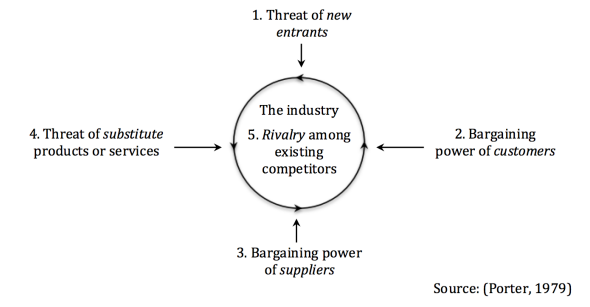 1. Threat of new
entrants
The industry
5. Rivalry among
existing
competitors
4. Threat of substitute
products or services
2. Bargaining
power of customers
3. Bargaining power
of suppliers
Source: (Porter, 1979)